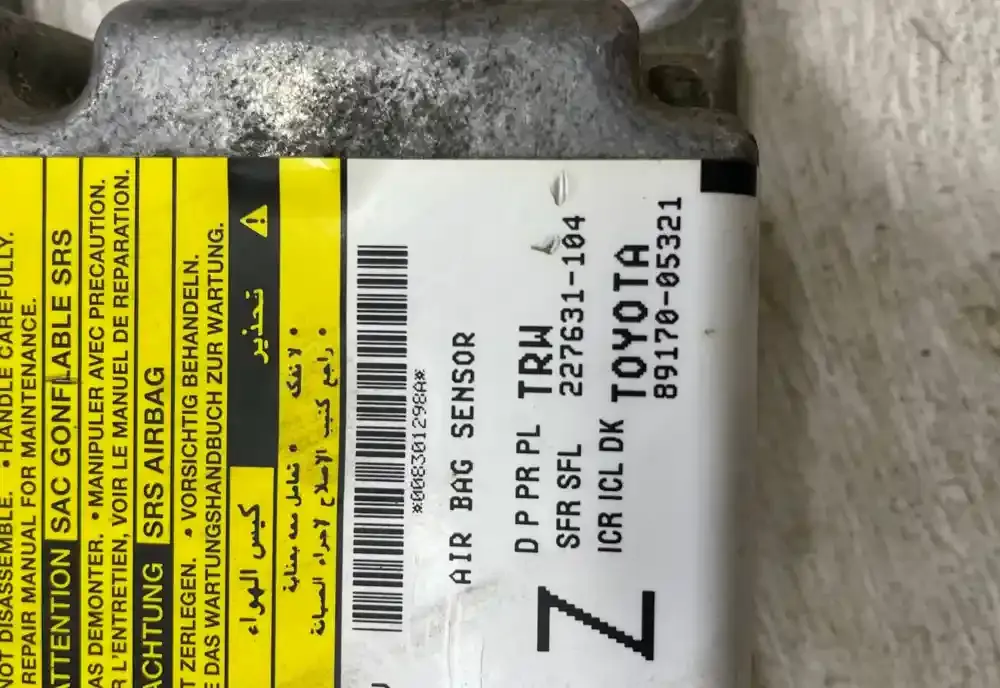 NOT DISASSEMBLE. • HANDLE CAREFULLY.
REPAIR MANUAL FOR MAINTENANCE.
ATTENTION SAC GONFLABLE SRS
AS DEMONTER. • MANIPULER AVEC PRECAUTION.
R L'ENTRETIEN, VOIR LE MANUEL DE REPARATION.
ACHTUNG SRS AIRBAG
T ZERLEGEN. • VORSICHTIG BEHANDELN.
E DAS WARTUNGSHANDBUCH ZUR WARTUNG.
تحذير كيس الهواء
• لا تفكه • تعامل معه بعناية
• راجع كتيب الاصلاح لاجراء الصيانة
*008301298A*
AIR BAG SENSOR
D P PR PL TRW
SFR SFL 227631-104
ICR ICL DK TOYOTA
89170-05321
Z